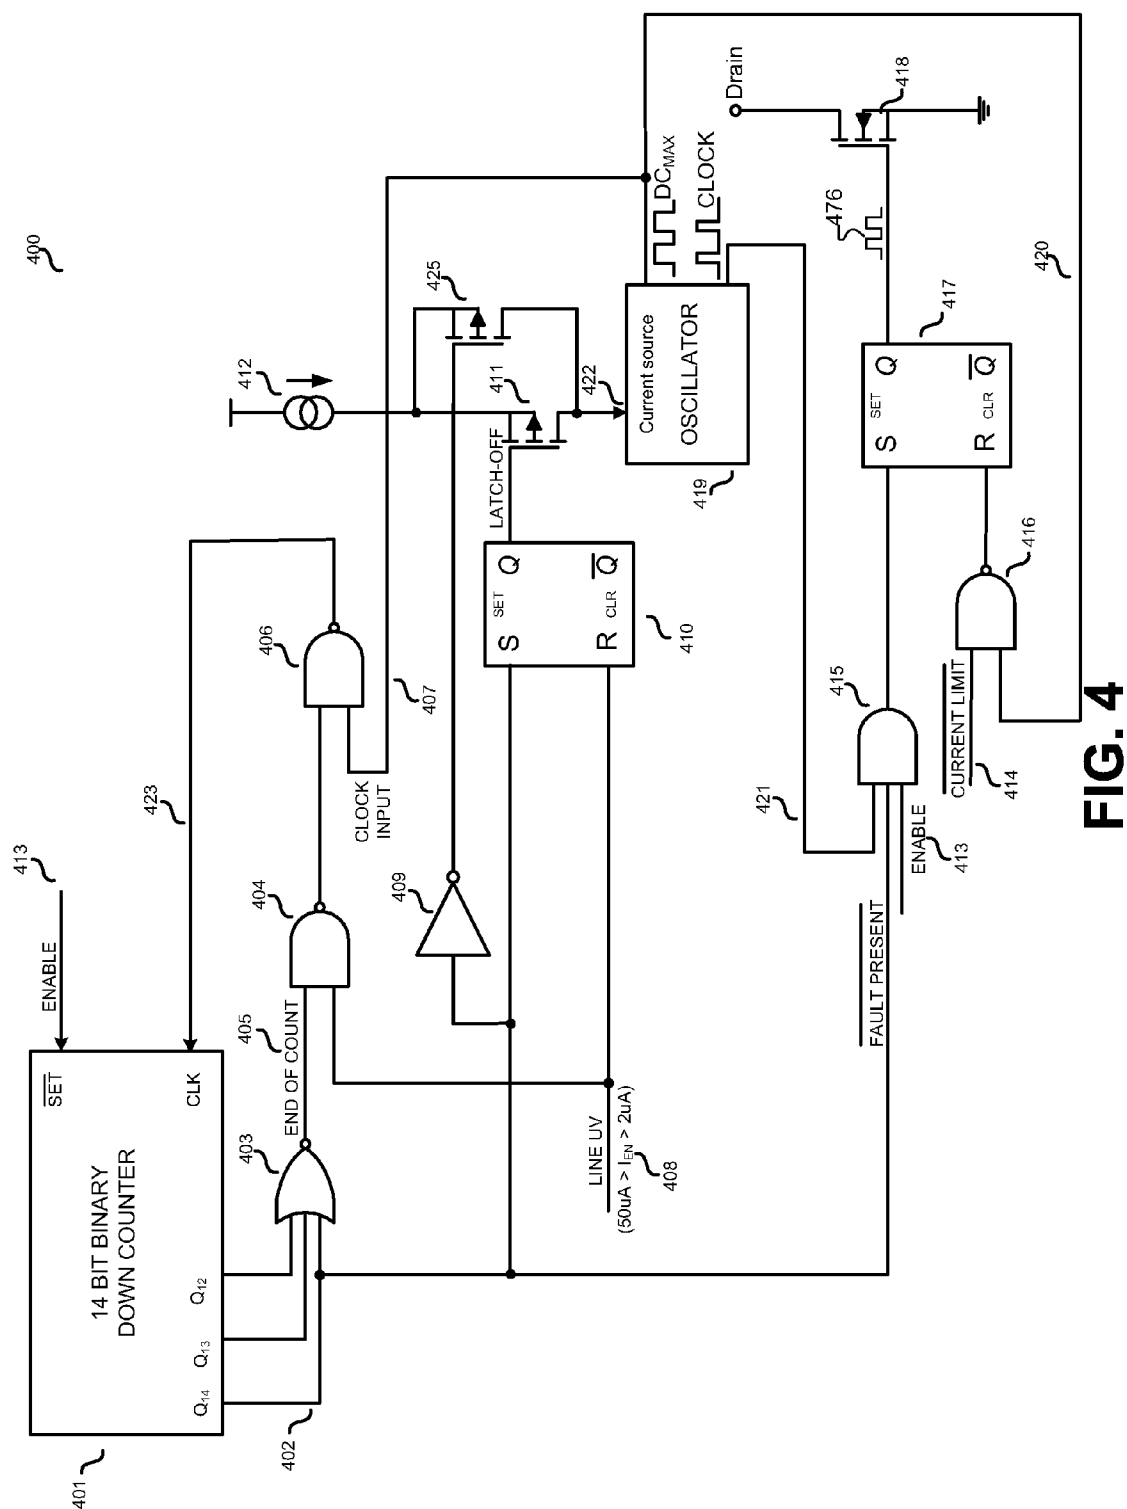 400
413
ENABLE
423
SET
CLK
14 BIT BINARY
DOWN COUNTER
Q12
Q13
Q14
401
402
403
405
END OF COUNT
404
406
CLOCK
INPUT
407
409
LINE UV
(50uA > IEN > 2uA)
408
S
SET
Q
R
CLR
Q
410
LATCH-OFF
411
412
425
422
Current source
OSCILLATOR
419
DCMAX
CLOCK
Drain
418
476
420
417
S
SET
Q
R
CLR
Q
421
415
416
FAULT PRESENT
ENABLE
413
CURRENT LIMIT
414
FIG. 4